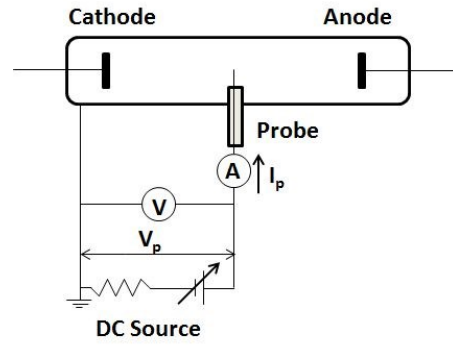 Cathode
Anode
Probe
A
I_p
V
V_p
DC Source